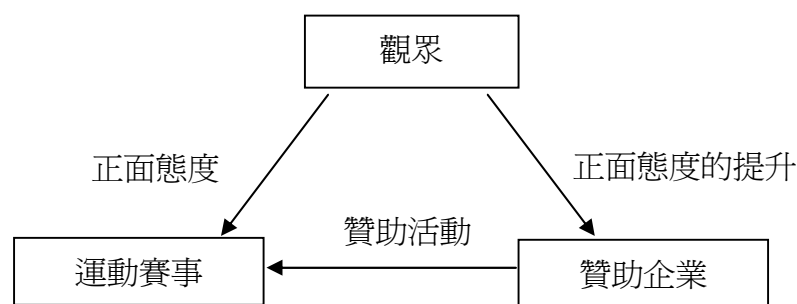 觀眾
正面態度
正面態度的提升
贊助活動
運動賽事
贊助企業